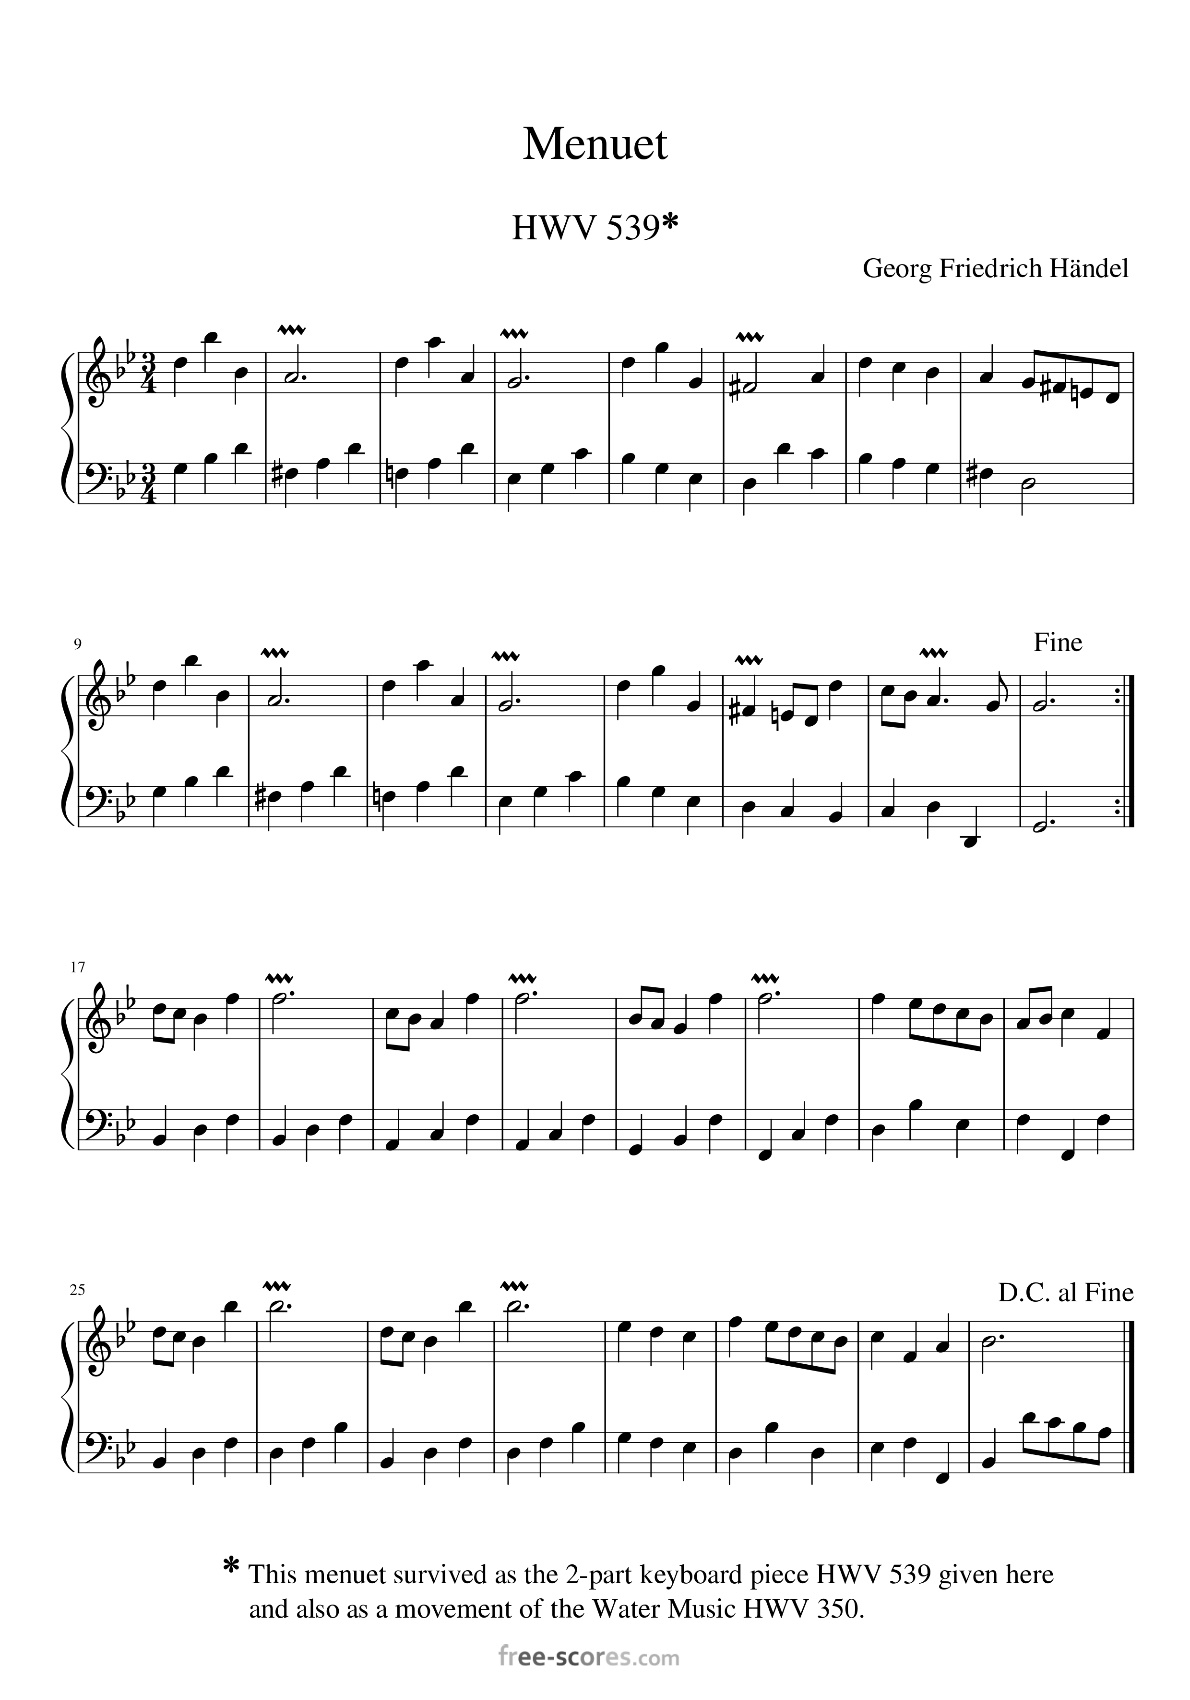 Menuet
HWV 539*
Georg Friedrich Händel
3
4
3
4
9
Fine
17
25
D.C. al Fine
* This menuet survived as the 2-part keyboard piece HWV 539 given here
and also as a movement of the Water Music HWV 350.
free-scores.com